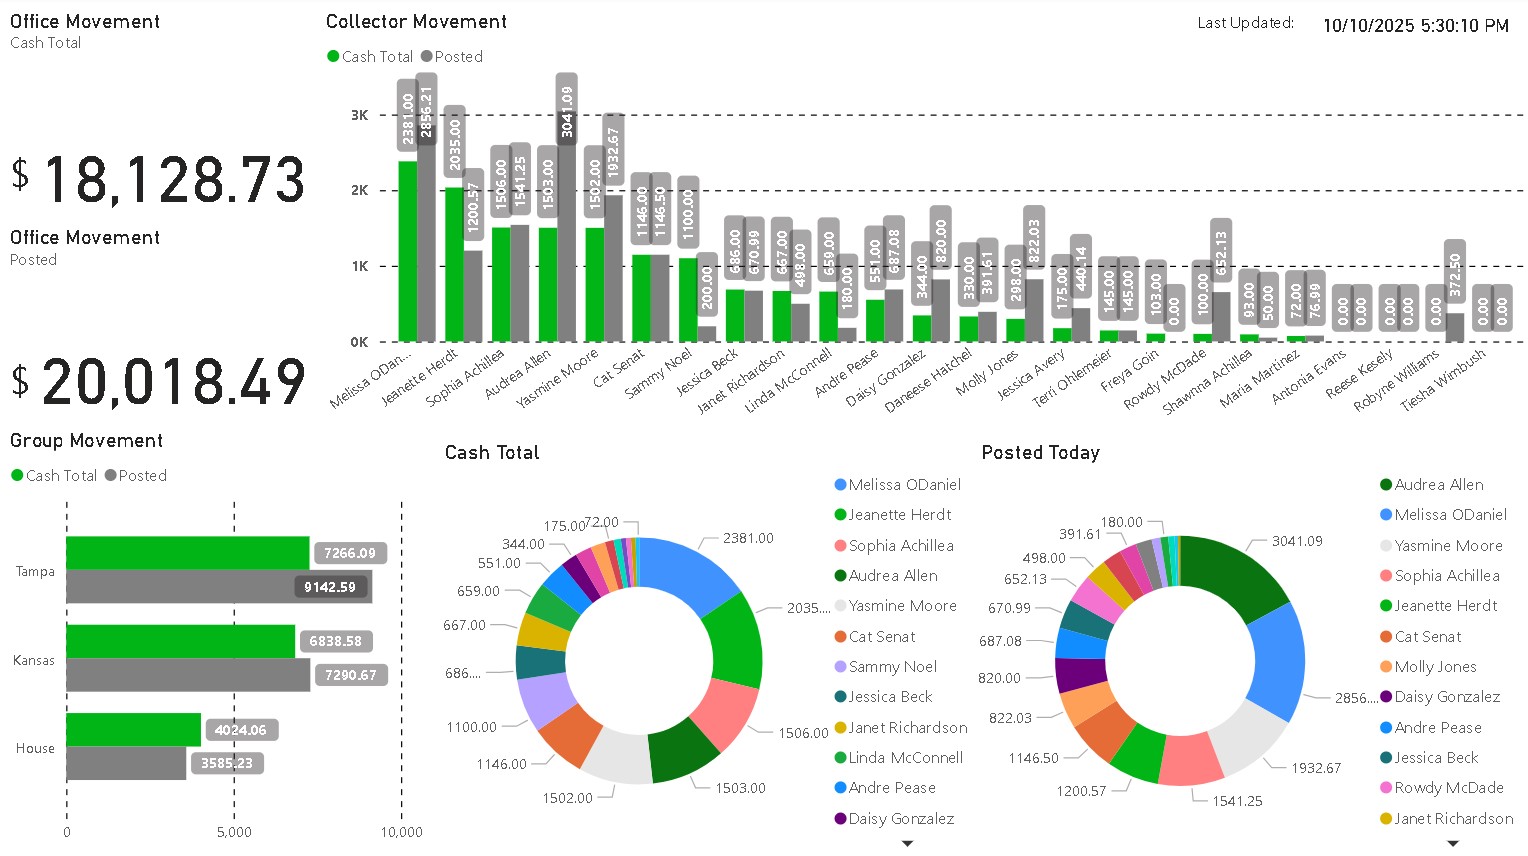 Office Movement
Cash Total
$ 18,128.73
Office Movement
Posted
$ 20,018.49
Collector Movement
Last Updated: 10/10/2025 5:30:10 PM
Cash Total Posted
3K
2K
1K
0K
2381.00 2856.21 2035.00 1200.57 1506.00 1541.25 1503.00 3041.09 1502.00 1932.67 1146.00 1146.50 1100.00 200.00 686.00 670.99 667.00 498.00 659.00 180.00 551.00 687.08 344.00 820.00 330.00 391.61 298.00 822.03 175.00 440.14 145.00 145.00 103.00 0.00 100.00 652.13 93.00 50.00 72.00 76.99 0.00 0.00 0.00 0.00 0.00 372.50 0.00 0.00
Melissa ODan...
Jeanette Herdt
Sophia Achillea
Audrea Allen
Yasmine Moore
Cat Senat
Sammy Noel
Jessica Beck
Janet Richardson
Linda McConnell
Andre Pease
Daisy Gonzalez
Daneese Hatchel
Molly Jones
Jessica Avery
Terri Ohlemeier
Freya Goin
Rowdy McDade
Shawnna Achillea
Maria Martinez
Antonia Evans
Reese Kesely
Robyne Williams
Tiesha Wimbush
Group Movement
Cash Total Posted
Tampa 7266.09
9142.59
Kansas 6838.58
7290.67
House 4024.06
3585.23
0 5,000 10,000
Cash Total
2381.00
2035....
1506.00
1503.00
1502.00
1146.00
1100.00
686....
667.00
659.00
551.00
344.00
175.00
72.00
Melissa ODaniel
Jeanette Herdt
Sophia Achillea
Audrea Allen
Yasmine Moore
Cat Senat
Sammy Noel
Jessica Beck
Janet Richardson
Linda McConnell
Andre Pease
Daisy Gonzalez
Posted Today
3041.09
2856....
1932.67
1541.25
1200.57
1146.50
822.03
820.00
687.08
670.99
652.13
498.00
391.61
180.00
Audrea Allen
Melissa ODaniel
Yasmine Moore
Sophia Achillea
Jeanette Herdt
Cat Senat
Molly Jones
Daisy Gonzalez
Andre Pease
Jessica Beck
Rowdy McDade
Janet Richardson